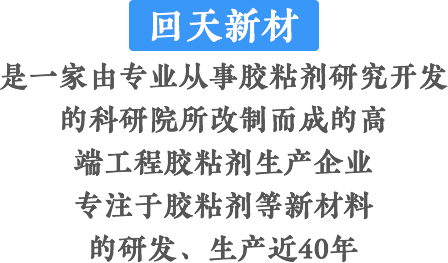 回天新材
是一家由专业从事胶粘剂研究开发
的科研院所改制而成的高
端工程胶粘剂生产企业
专注于胶粘剂等新材料
的研发、生产近40年